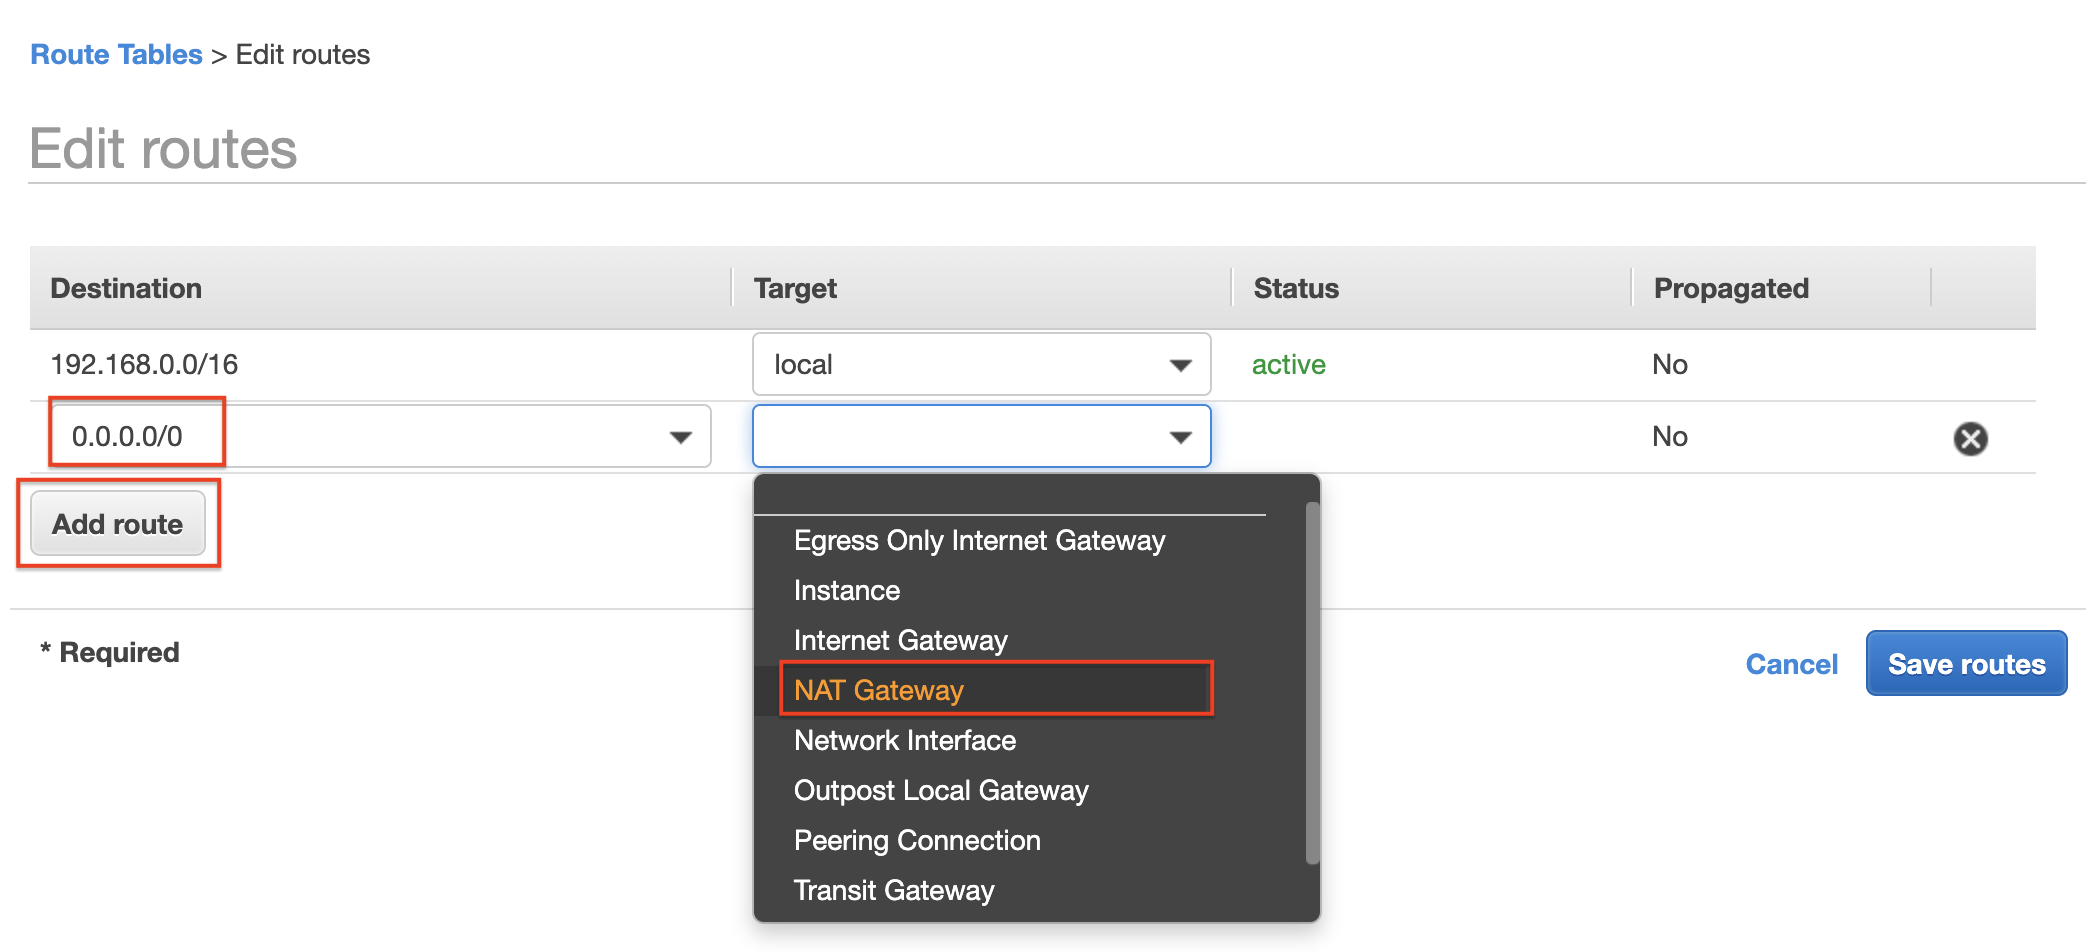 Route Tables > Edit routes
Edit routes
Destination Target Status Propagated
192.168.0.0/16 local active No
0.0.0.0/0 No
Add route
Egress Only Internet Gateway
Instance
Internet Gateway
NAT Gateway
Network Interface
Outpost Local Gateway
Peering Connection
Transit Gateway
* Required
Cancel Save routes